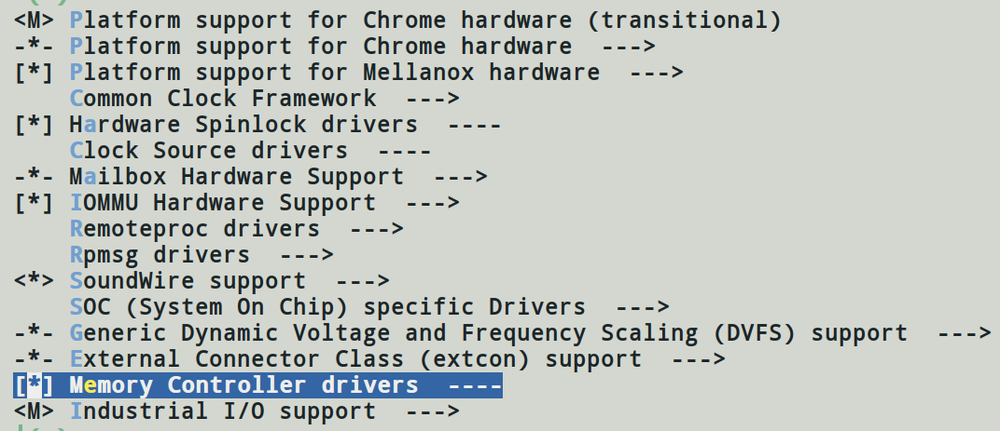 <M> Platform support for Chrome hardware (transitional)
-*- Platform support for Chrome hardware  --->
[*] Platform support for Mellanox hardware  --->
Common Clock Framework  --->
[*] Hardware Spinlock drivers  ----
Clock Source drivers  ----
-*- Mailbox Hardware Support  --->
[*] IOMMU Hardware Support  --->
Remoteproc drivers  --->
Rpmsg drivers  --->
<*> SoundWire support  --->
SOC (System On Chip) specific Drivers  --->
-*- Generic Dynamic Voltage and Frequency Scaling (DVFS) support  --->
-*- External Connector Class (extcon) support  --->
[*] Memory Controller drivers  ----
<M> Industrial I/O support  --->